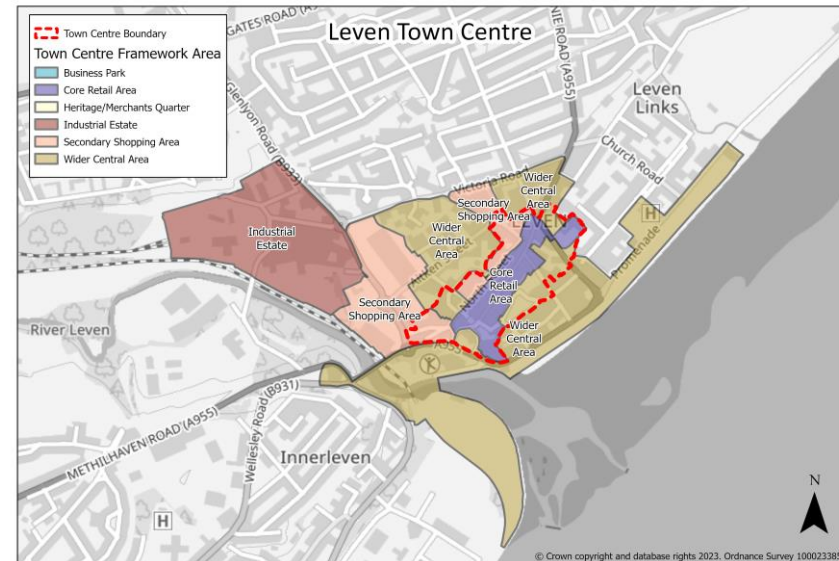 Leven Town Centre
Town Centre Boundary
Town Centre Framework Area
Business Park
Core Retail Area
Heritage/Merchants Quarter
Industrial Estate
Secondary Shopping Area
Wider Central Area
Glenlyon Road (B933)
Leven
Links
Church Road
Victoria Road
Wider
Central
Area
Secondary
Shopping Area
LEVEN
H
Promenade
Wider
Central
Area
Industrial
Estate
Core
Retail
Area
Secondary
Shopping Area
River Leven
Wider
Central
Area
METHILHAVEN ROAD (A955)
Wellesley Road (B931)
Innerleven
H
N
© Crown copyright and database rights 2023. Ordnance Survey 100023385